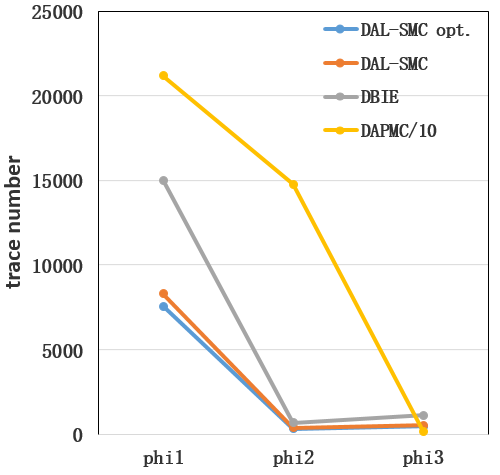 25000
20000
15000
10000
5000
0
trace number
phi1 phi2 phi3
DAL-SMC opt.
DAL-SMC
DBIE
DAPMC/10